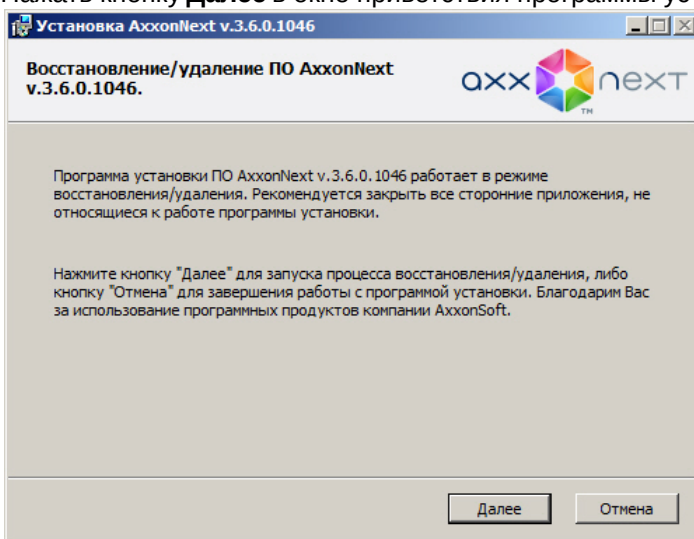 Нажать кнопку Далее в окне приветствия программы ус
Установка AxxonNext v.3.6.0.1046
Восстановление/удаление ПО AxxonNext
v.3.6.0.1046.
axx next
TM
Программа установки ПО AxxonNext v.3.6.0.1046 работает в режиме
восстановления/удаления. Рекомендуется закрыть все сторонние приложения, не
относящиеся к работе программы установки.
Нажмите кнопку "Далее" для запуска процесса восстановления/удаления, либо
кнопку "Отмена" для завершения работы с программой установки. Благодарим Вас
за использование программных продуктов компании AxxonSoft.
Далее
Отмена